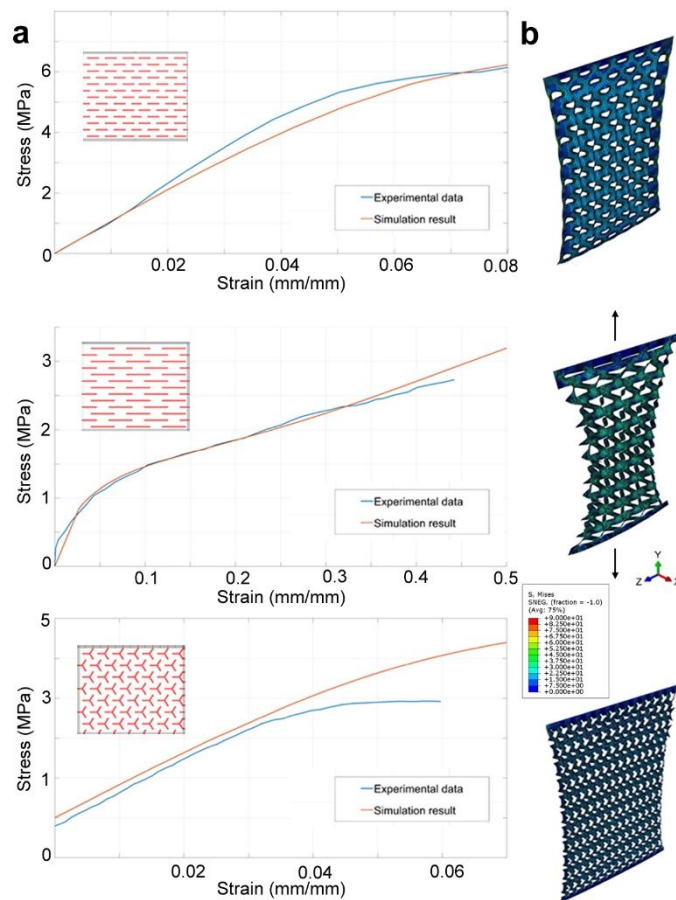 a
b
6
4
2
0
Stress (MPa)
Experimental data
Simulation result
0.02
0.04
0.06
0.08
Strain (mm/mm)
3
2
1
0
Stress (MPa)
Experimental data
Simulation result
0.1
0.2
0.3
0.4
0.5
Strain (mm/mm)
Y
Z
S, Mises
SNEG, (fraction = -1.0)
(Avg: 75%)
+9.000e+01
+8.250e+01
+7.500e+01
+6.750e+01
+6.000e+01
+5.250e+01
+4.500e+01
+3.750e+01
+3.000e+01
+2.250e+01
+1.500e+01
+7.500e+00
+0.000e+00
5
3
1
0
Stress (MPa)
Experimental data
Simulation result
0.02
0.04
0.06
Strain (mm/mm)